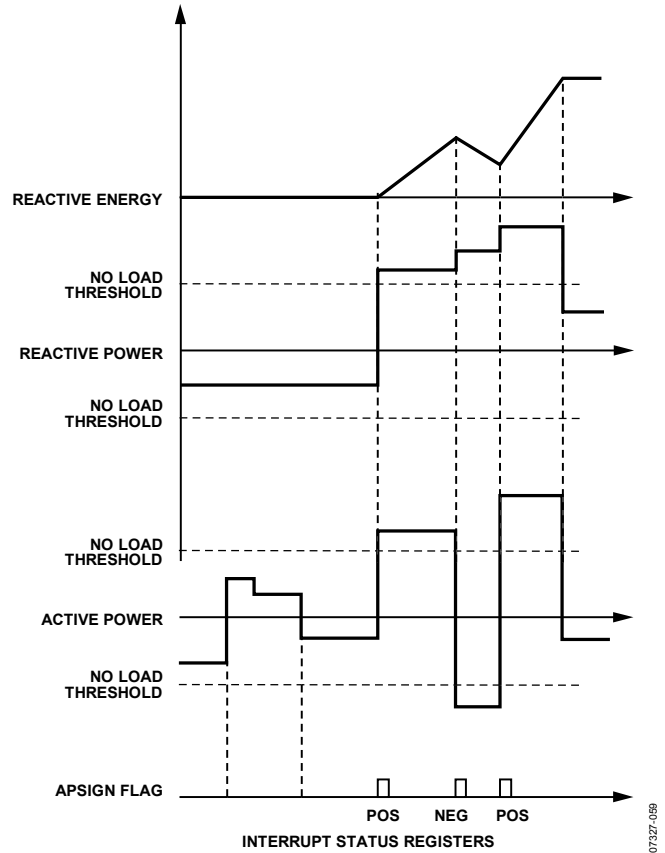 REACTIVE ENERGY
NO LOAD
THRESHOLD
REACTIVE POWER
NO LOAD
THRESHOLD
NO LOAD
THRESHOLD
ACTIVE POWER
NO LOAD
THRESHOLD
APSIGN FLAG
POS NEG POS
INTERRUPT STATUS REGISTERS
07327-059